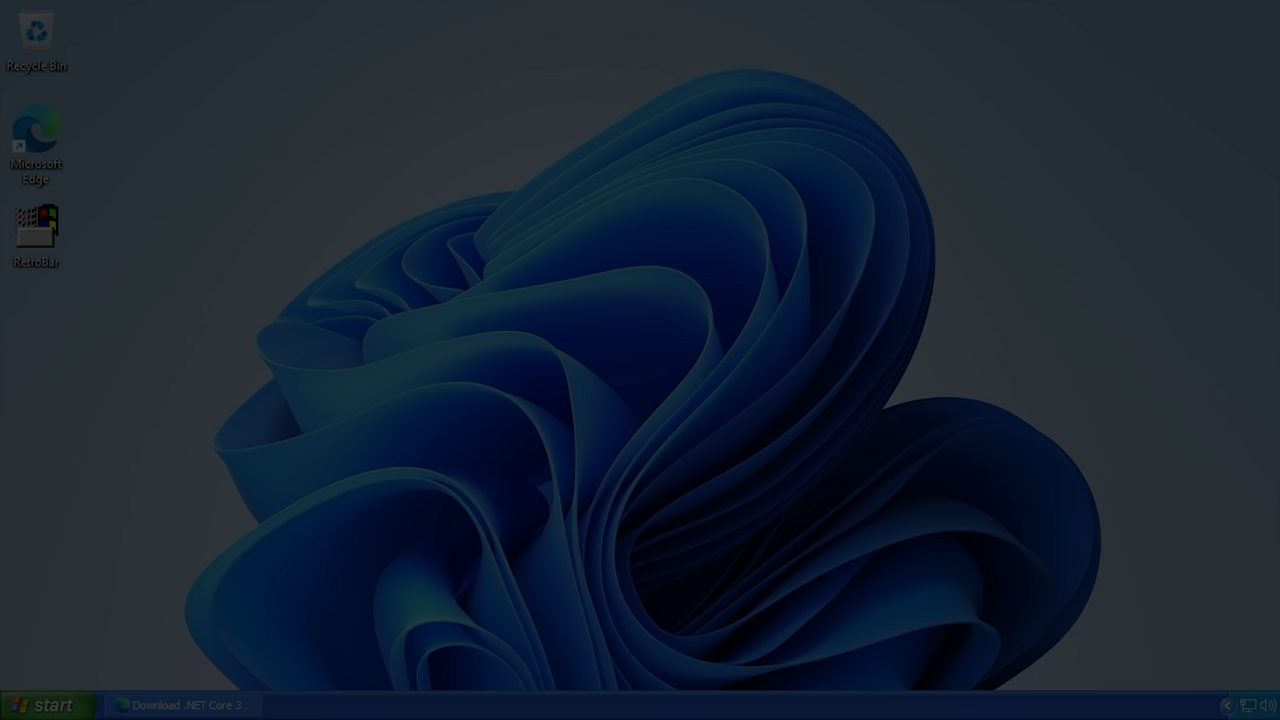 Recycle Bin
Microsoft
Edge
RetroBar
start
Download .NET Core 3...